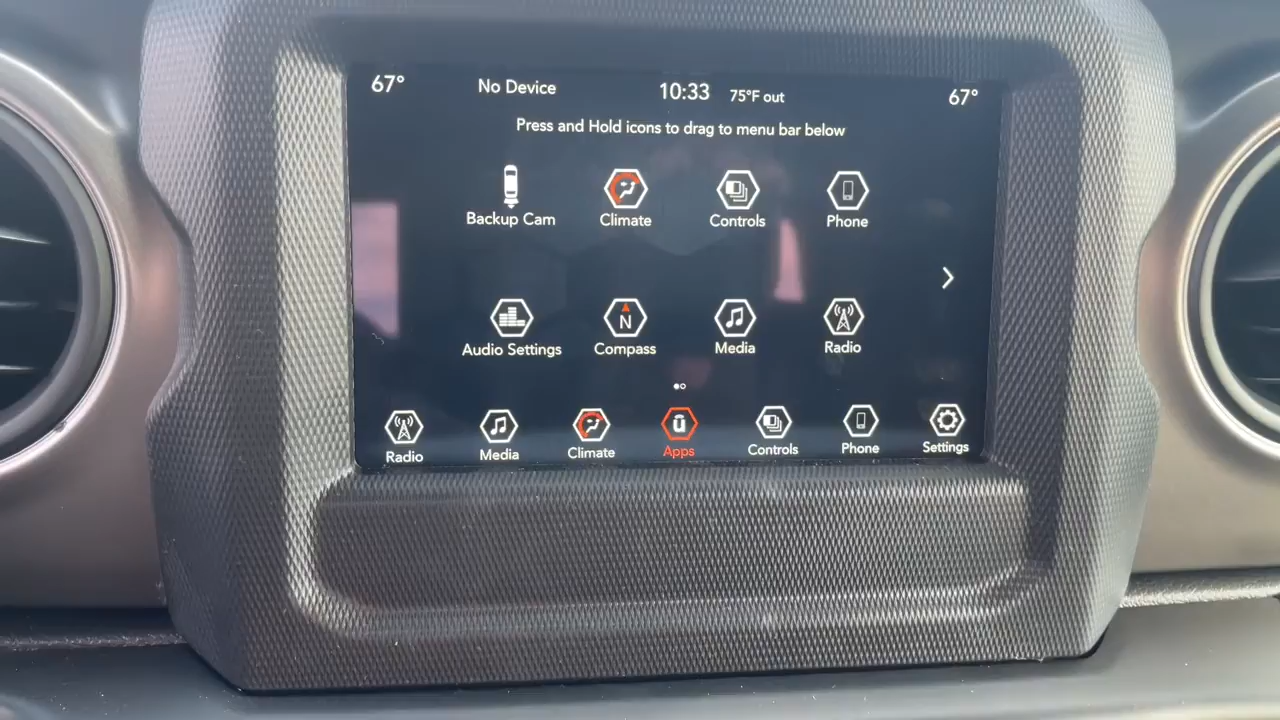 67° No Device 10:33 75°F out 67°
Press and Hold icons to drag to menu bar below
Backup Cam Climate Controls Phone
N
Audio Settings Compass Media Radio
Radio Media Climate Apps Controls Phone Settings